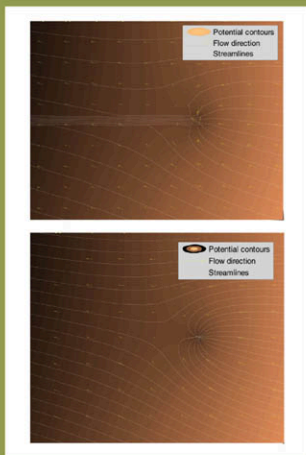 Potential contours
Flow direction
Streamlines
Potential contours
Flow direction
Streamlines